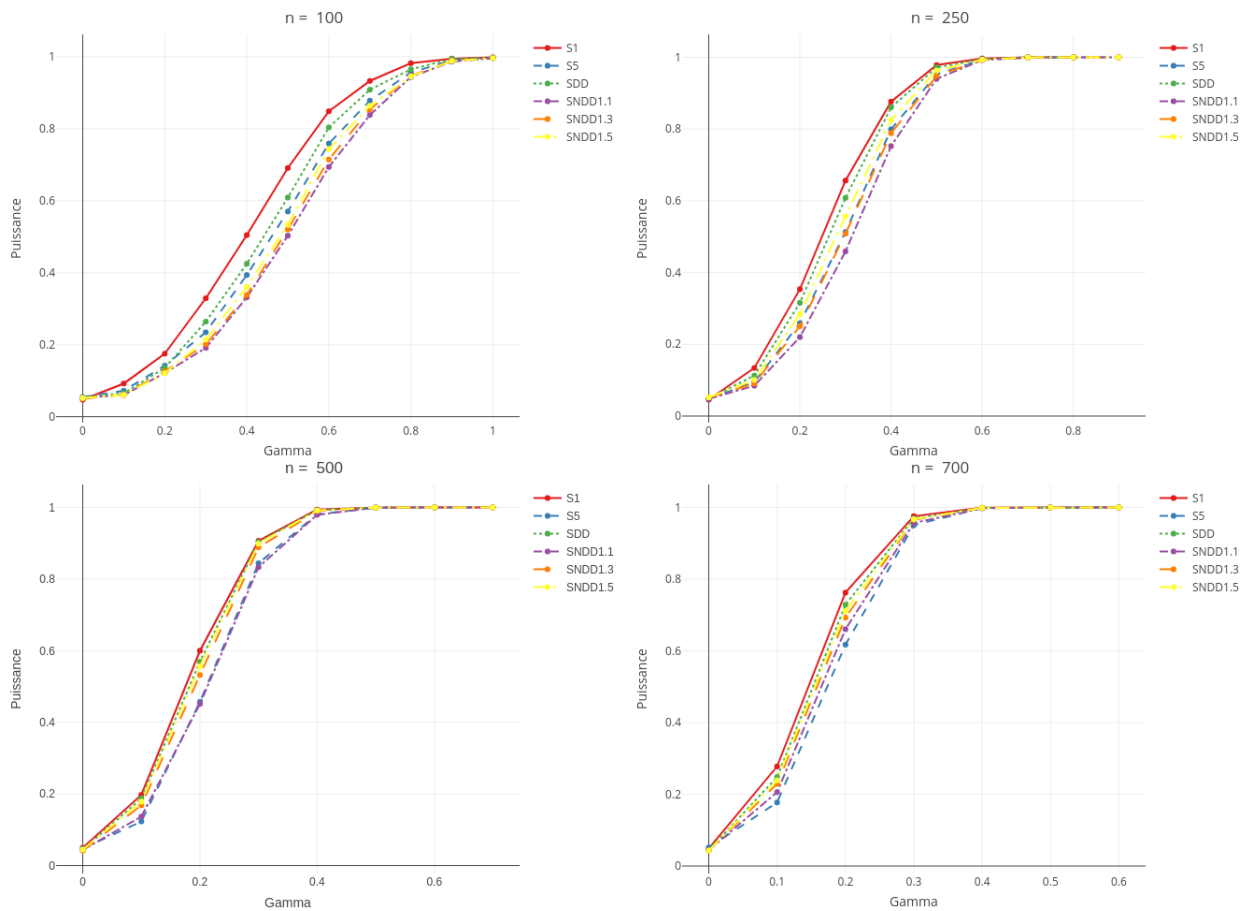 n = 100
1
0.8
0.6
0.4
0.2
0
Puissance
0 0.2 0.4 0.6 0.8 1
Gamma
S1
S5
SDD
SNDD1.1
SNDD1.3
SNDD1.5
n = 250
1
0.8
0.6
0.4
0.2
0
Puissance
0 0.2 0.4 0.6 0.8
Gamma
S1
S5
SDD
SNDD1.1
SNDD1.3
SNDD1.5
n = 500
1
0.8
0.6
0.4
0.2
0
Puissance
0 0.2 0.4 0.6
Gamma
S1
S5
SDD
SNDD1.1
SNDD1.3
SNDD1.5
n = 700
1
0.8
0.6
0.4
0.2
0
Puissance
0 0.1 0.2 0.3 0.4 0.5 0.6
Gamma
S1
S5
SDD
SNDD1.1
SNDD1.3
SNDD1.5